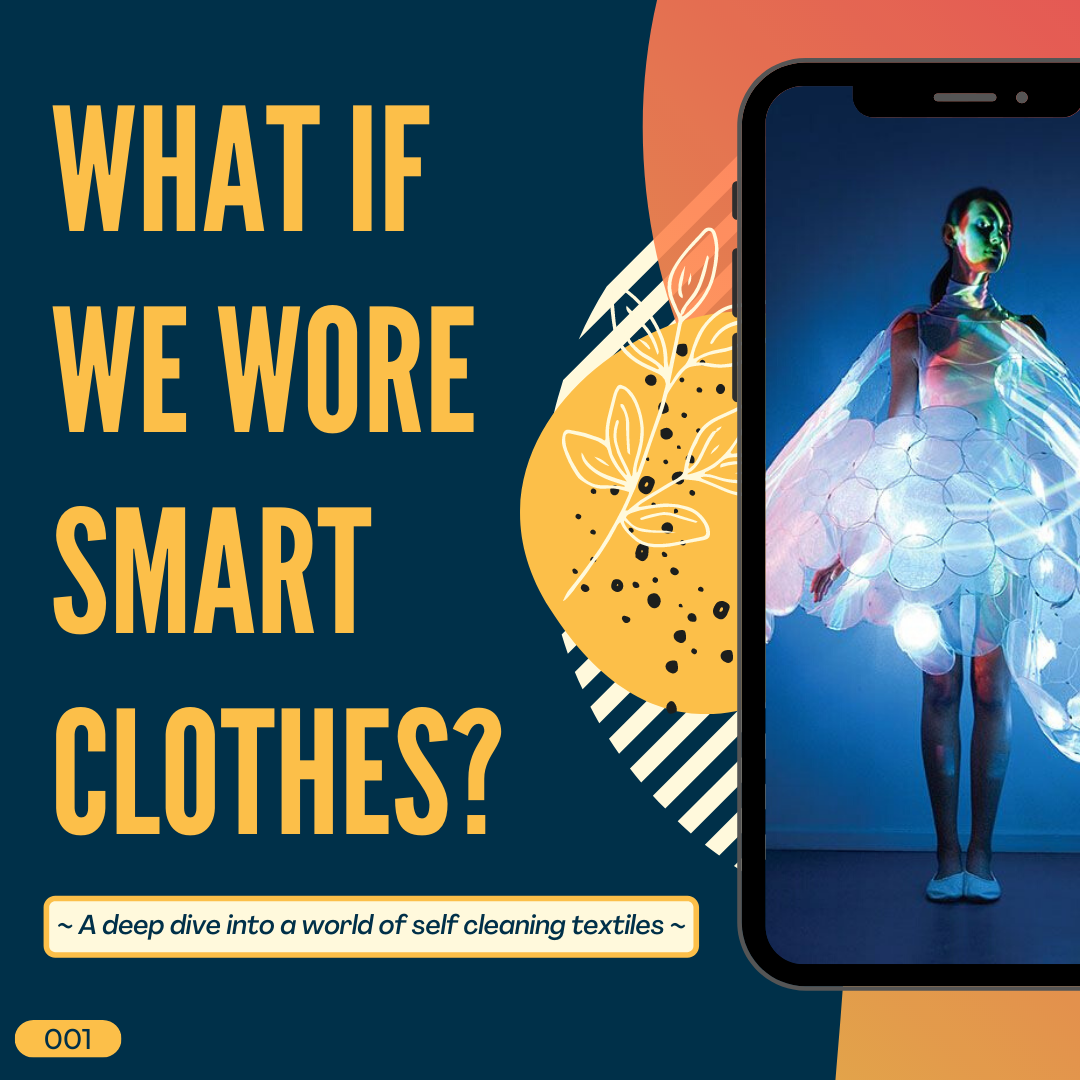 WHAT IF
WE WORE
SMART
CLOTHES?
~ A deep dive into a world of self cleaning textiles ~
001